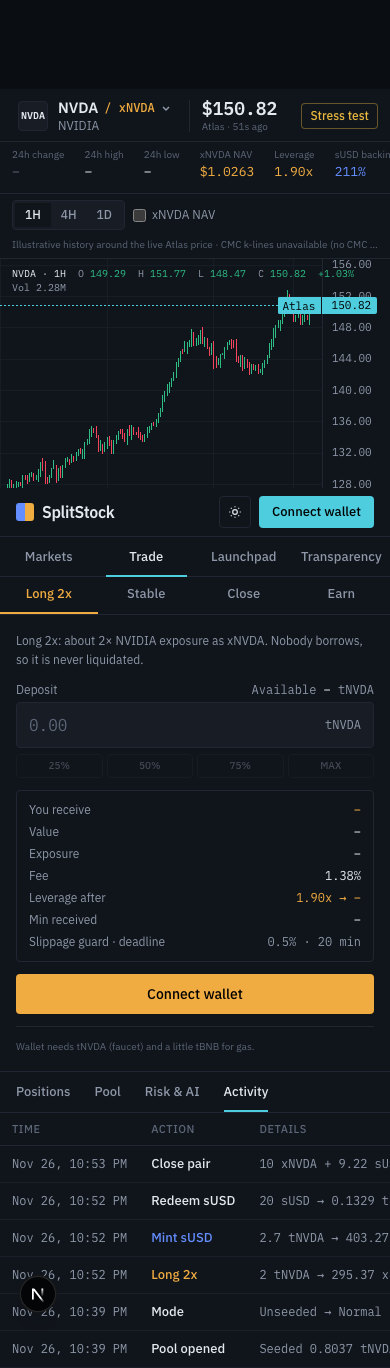 NVDA NVDA / xNVDA $150.82 Stress test
NVIDIA Atlas · 51s ago
24h change 24h high 24h low xNVDA NAV Leverage sUSD backin
– – – $1.0263 1.90x 211%
1H 4H 1D xNVDA NAV
Illustrative history around the live Atlas price · CMC k-lines unavailable (no CMC …
156.00
NVDA · 1H O 149.29 H 151.77 L 148.47 C 150.82 +1.03%
Vol 2.28M
152.00
Atlas 150.82
148.00
144.00
140.00
136.00
132.00
128.00
SplitStock Connect wallet
Markets Trade Launchpad Transparency
Long 2x Stable Close Earn
Long 2x: about 2× NVIDIA exposure as xNVDA. Nobody borrows,
so it is never liquidated.
Deposit Available – tNVDA
0.00 tNVDA
25% 50% 75% MAX
You receive –
Value –
Exposure –
Fee 1.38%
Leverage after 1.90x → –
Min received –
Slippage guard · deadline 0.5% · 20 min
Connect wallet
Wallet needs tNVDA (faucet) and a little tBNB for gas.
Positions Pool Risk & AI Activity
TIME ACTION DETAILS
Nov 26, 10:53 PM Close pair 10 xNVDA + 9.22 sU
Nov 26, 10:52 PM Redeem sUSD 20 sUSD → 0.1329 t
Nov 26, 10:52 PM Mint sUSD 2.7 tNVDA → 403.27
Nov 26, 10:52 PM Long 2x 2 tNVDA → 295.37 x
N
Nov 26, 10:39 PM Mode Unseeded → Normal
Nov 26, 10:39 PM Pool opened Seeded 0.8037 tNVD